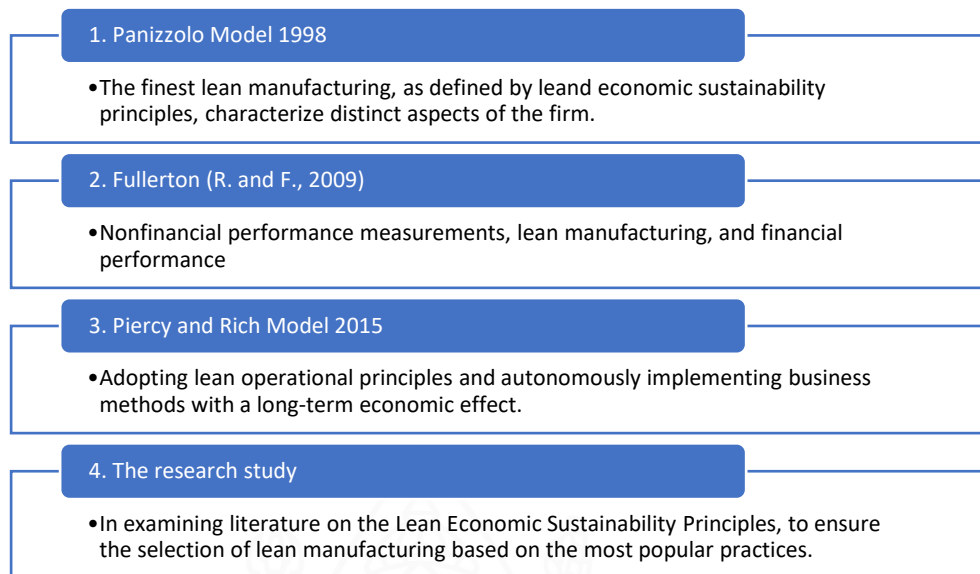 1. Panizzolo Model 1998
•The finest lean manufacturing, as defined by leand economic sustainability
principles, characterize distinct aspects of the firm.
2. Fullerton (R. and F., 2009)
•Nonfinancial performance measurements, lean manufacturing, and financial
performance
3. Piercy and Rich Model 2015
•Adopting lean operational principles and autonomously implementing business
methods with a long-term economic effect.
4. The research study
•In examining literature on the Lean Economic Sustainability Principles, to ensure
the selection of lean manufacturing based on the most popular practices.